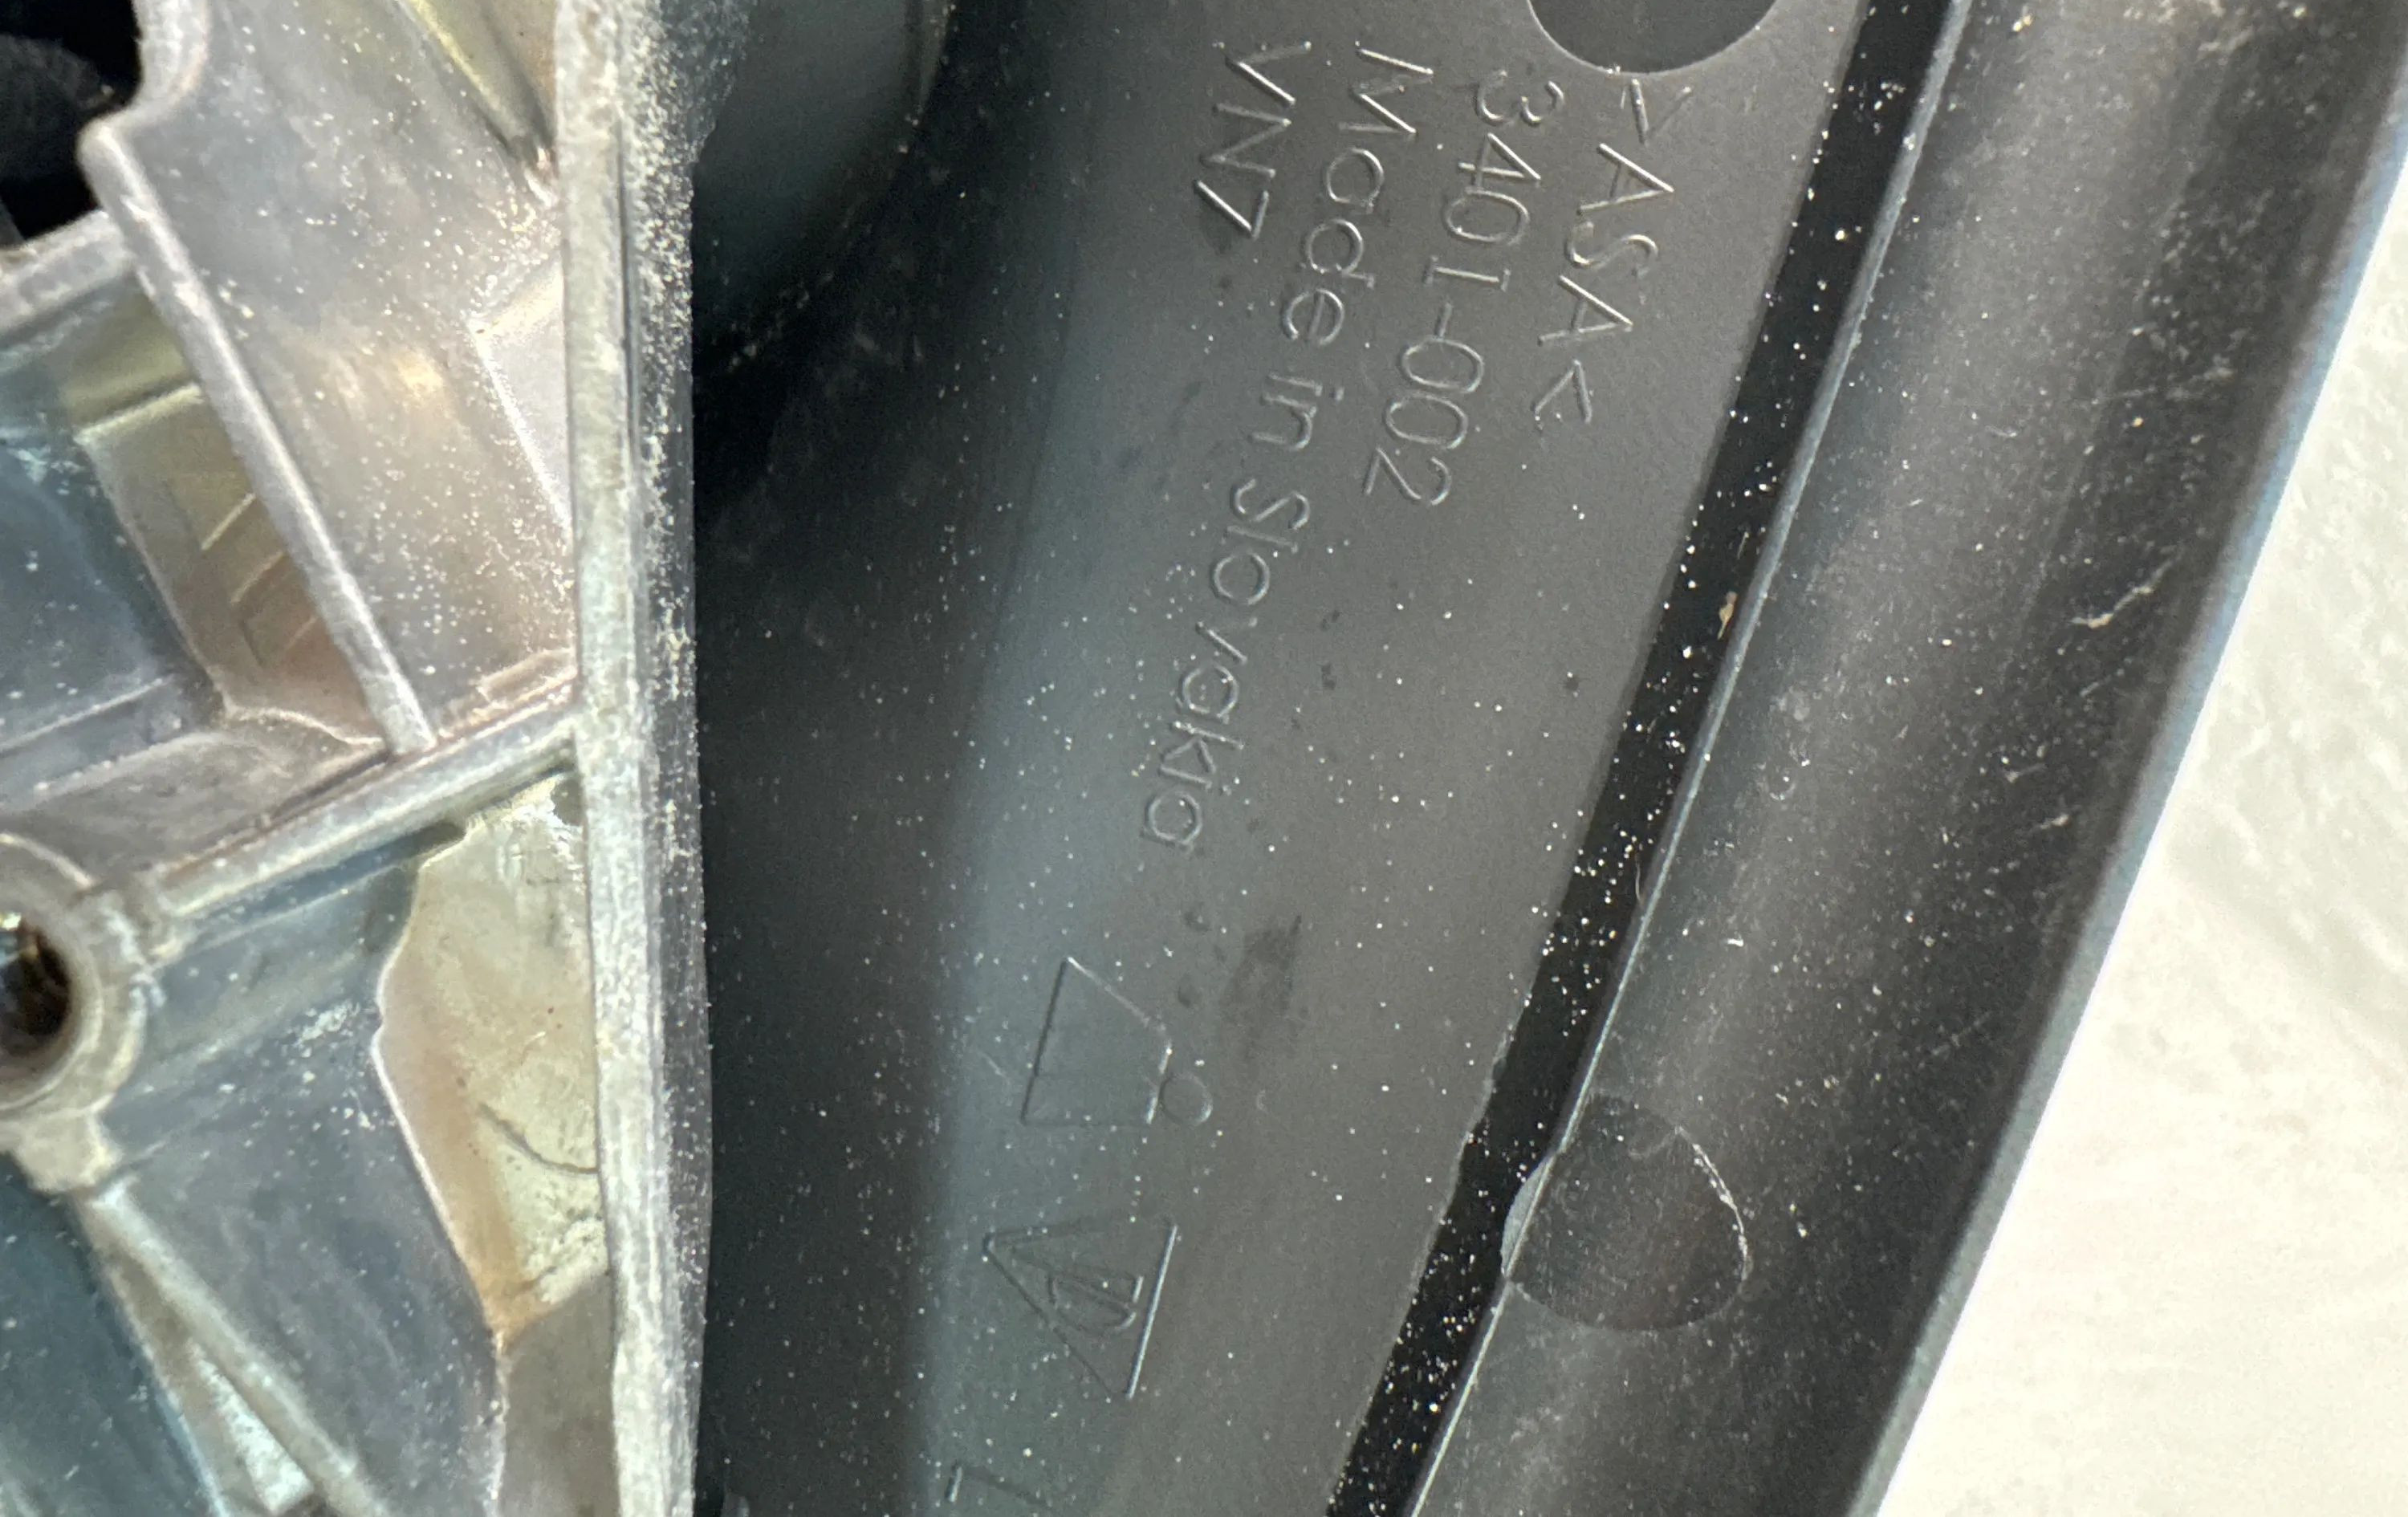 >ASA<
3401-002
Made in Slovakia
VN7